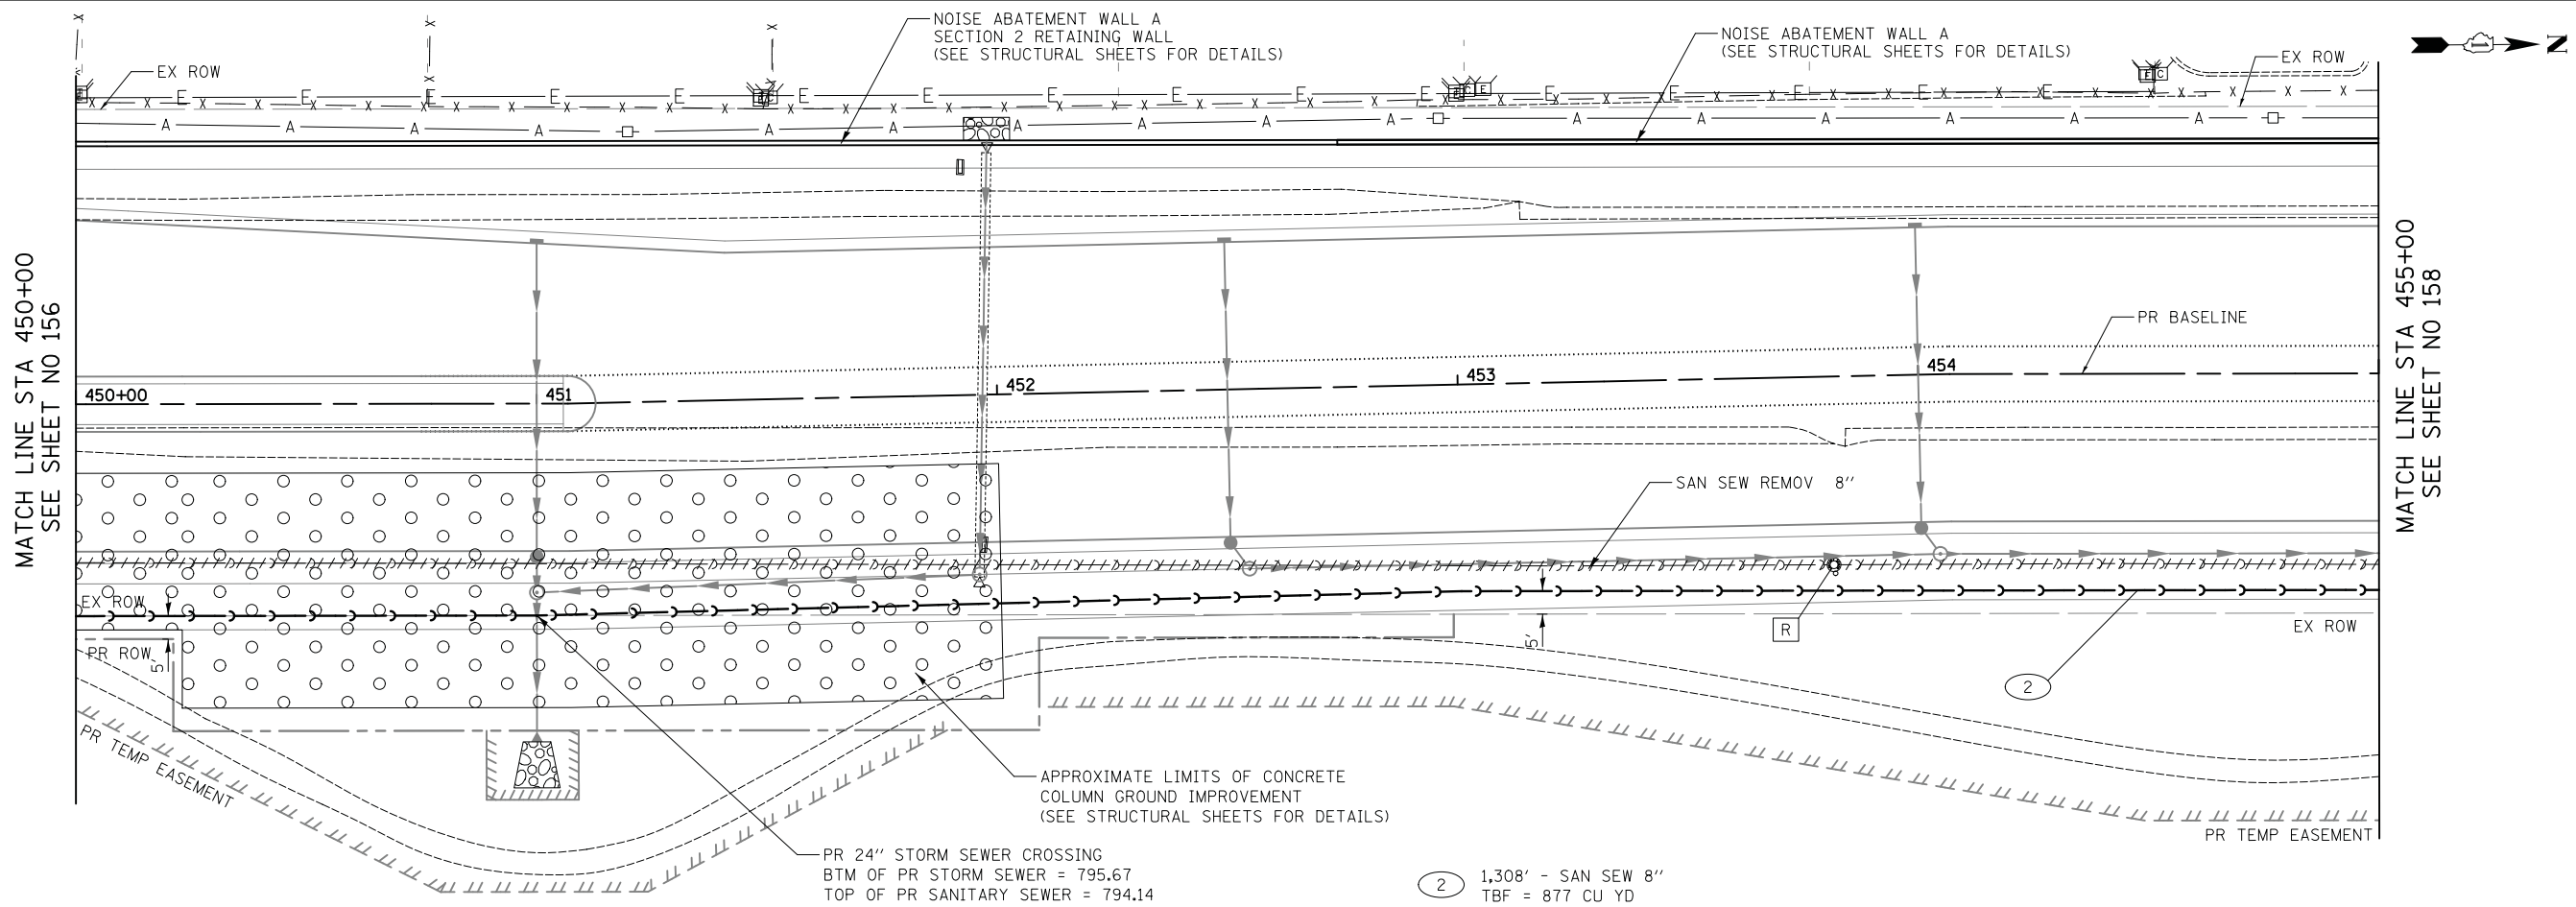 NOISE ABATEMENT WALL A
SECTION 2 RETAINING WALL
(SEE STRUCTURAL SHEETS FOR DETAILS)
NOISE ABATEMENT WALL A
(SEE STRUCTURAL SHEETS FOR DETAILS)
EX ROW
EX ROW
N
E E E E E E E E E E E E E E E E
A A A A A A A A A A A A A A A A
MATCH LINE STA 450+00
SEE SHEET NO 156
MATCH LINE STA 455+00
SEE SHEET NO 158
PR BASELINE
450+00
451
452
453
454
SAN SEW REMOV 8"
EX ROW
PR ROW
5'
5'
R
EX ROW
2
PR TEMP EASEMENT
PR TEMP EASEMENT
APPROXIMATE LIMITS OF CONCRETE
COLUMN GROUND IMPROVEMENT
(SEE STRUCTURAL SHEETS FOR DETAILS)
PR 24" STORM SEWER CROSSING
BTM OF PR STORM SEWER = 795.67
TOP OF PR SANITARY SEWER = 794.14
2
1,308' - SAN SEW 8"
TBF = 877 CU YD